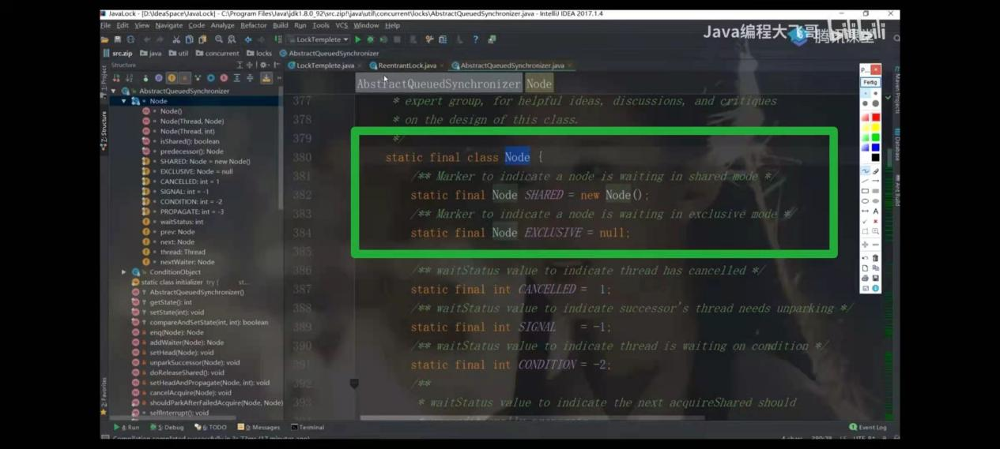 JavaLock - [D:\IdeaSpace\JavaLock] - C:\Program Files\Java\jdk1.8.0_92\src.zip!\java\util\concurrent\locks\AbstractQueuedSynchronizer.java - IntelliJ IDEA 2017.1.4
File Edit View Navigate Code Analyze Refactor Build Run Tools VCS Window Help
LockTemplete
Java编程大飞哥 bilibili
腾讯课堂
src.zip java util concurrent locks AbstractQueuedSynchronizer
Structure
LockTemplete.java ReentrantLock.java AbstractQueuedSynchronizer.java
AbstractQueuedSynchronizer Node
AbstractQueuedSynchronizer
Node
Node()
Node(Thread, Node)
Node(Thread, int)
isShared(): boolean
predecessor(): Node
SHARED: Node = new Node()
EXCLUSIVE: Node = null
CANCELLED: int = 1
SIGNAL: int = -1
CONDITION: int = -2
PROPAGATE: int = -3
waitStatus: int
prev: Node
next: Node
thread: Thread
nextWaiter: Node
ConditionObject
static class initializer try { st...
AbstractQueuedSynchronizer()
getState(): int
setState(int): void
compareAndSetState(int, int): boolean
enq(Node): Node
addWaiter(Node): Node
setHead(Node): void
unparkSuccessor(Node): void
doReleaseShared(): void
setHeadAndPropagate(Node, int): void
cancelAcquire(Node): void
shouldParkAfterFailedAcquire(Node, Node)
selfInterrupt(): void
377 * expert group, for helpful ideas, discussions, and critiques
378 * on the design of this class.
379 */
380 static final class Node {
381 /** Marker to indicate a node is waiting in shared mode */
382 static final Node SHARED = new Node();
383 /** Marker to indicate a node is waiting in exclusive mode */
384 static final Node EXCLUSIVE = null;
385
386 /** waitStatus value to indicate thread has cancelled */
387 static final int CANCELLED = 1;
388 /** waitStatus value to indicate successor's thread needs unparking */
389 static final int SIGNAL = -1;
390 /** waitStatus value to indicate thread is waiting on condition */
391 static final int CONDITION = -2;
392 /**
393 * waitStatus value to indicate the next acquireShared should
P...
Fertig
A
1: Project
Z: Structure
2: Favorites
Maven Projects
Database
Ant Build
4: Run 5: Debug 6: TODO 0: Messages Terminal
Event Log